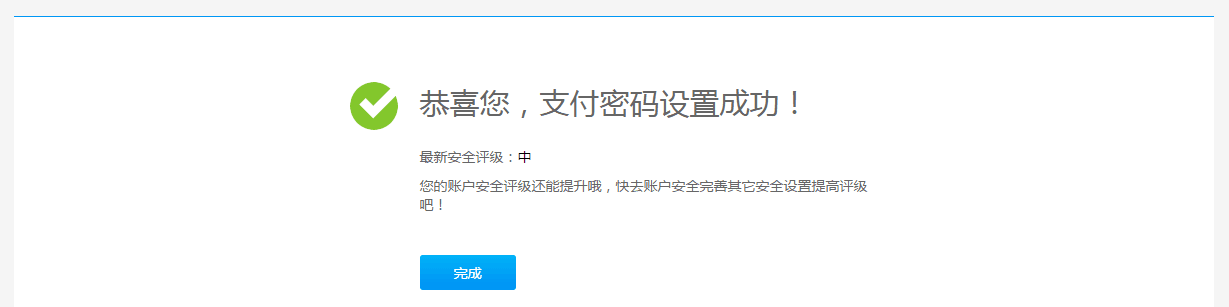 恭喜您，支付密码设置成功！
最新安全评级：中
您的账户安全评级还能提升哦，快去账户安全完善其它安全设置提高评级
吧！
完成